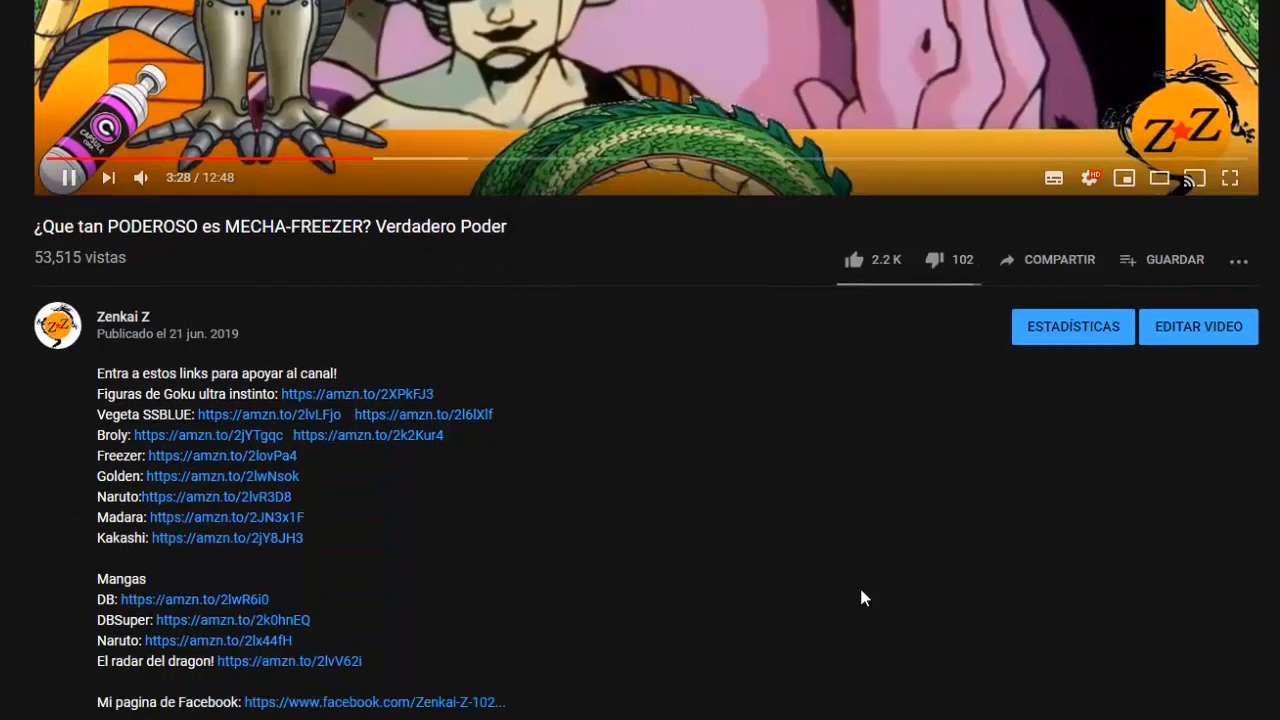 CAPSULE
CORP.
Z Z
3:28 / 12:48
HD
¿Que tan PODEROSO es MECHA-FREEZER? Verdadero Poder
53,515 vistas
2.2 K
102
COMPARTIR
GUARDAR
Z Z
Zenkai Z
Publicado el 21 jun. 2019
ESTADÍSTICAS
EDITAR VIDEO
Entra a estos links para apoyar al canal!
Figuras de Goku ultra instinto: https://amzn.to/2XPkFJ3
Vegeta SSBLUE: https://amzn.to/2lvLFjo https://amzn.to/2l6lXlf
Broly: https://amzn.to/2jYTgqc https://amzn.to/2k2Kur4
Freezer: https://amzn.to/2lovPa4
Golden: https://amzn.to/2lwNsok
Naruto:https://amzn.to/2lvR3D8
Madara: https://amzn.to/2JN3x1F
Kakashi: https://amzn.to/2jY8JH3
Mangas
DB: https://amzn.to/2lwR6i0
DBSuper: https://amzn.to/2k0hnEQ
Naruto: https://amzn.to/2lx44fH
El radar del dragon! https://amzn.to/2lvV62i
Mi pagina de Facebook: https://www.facebook.com/Zenkai-Z-102...